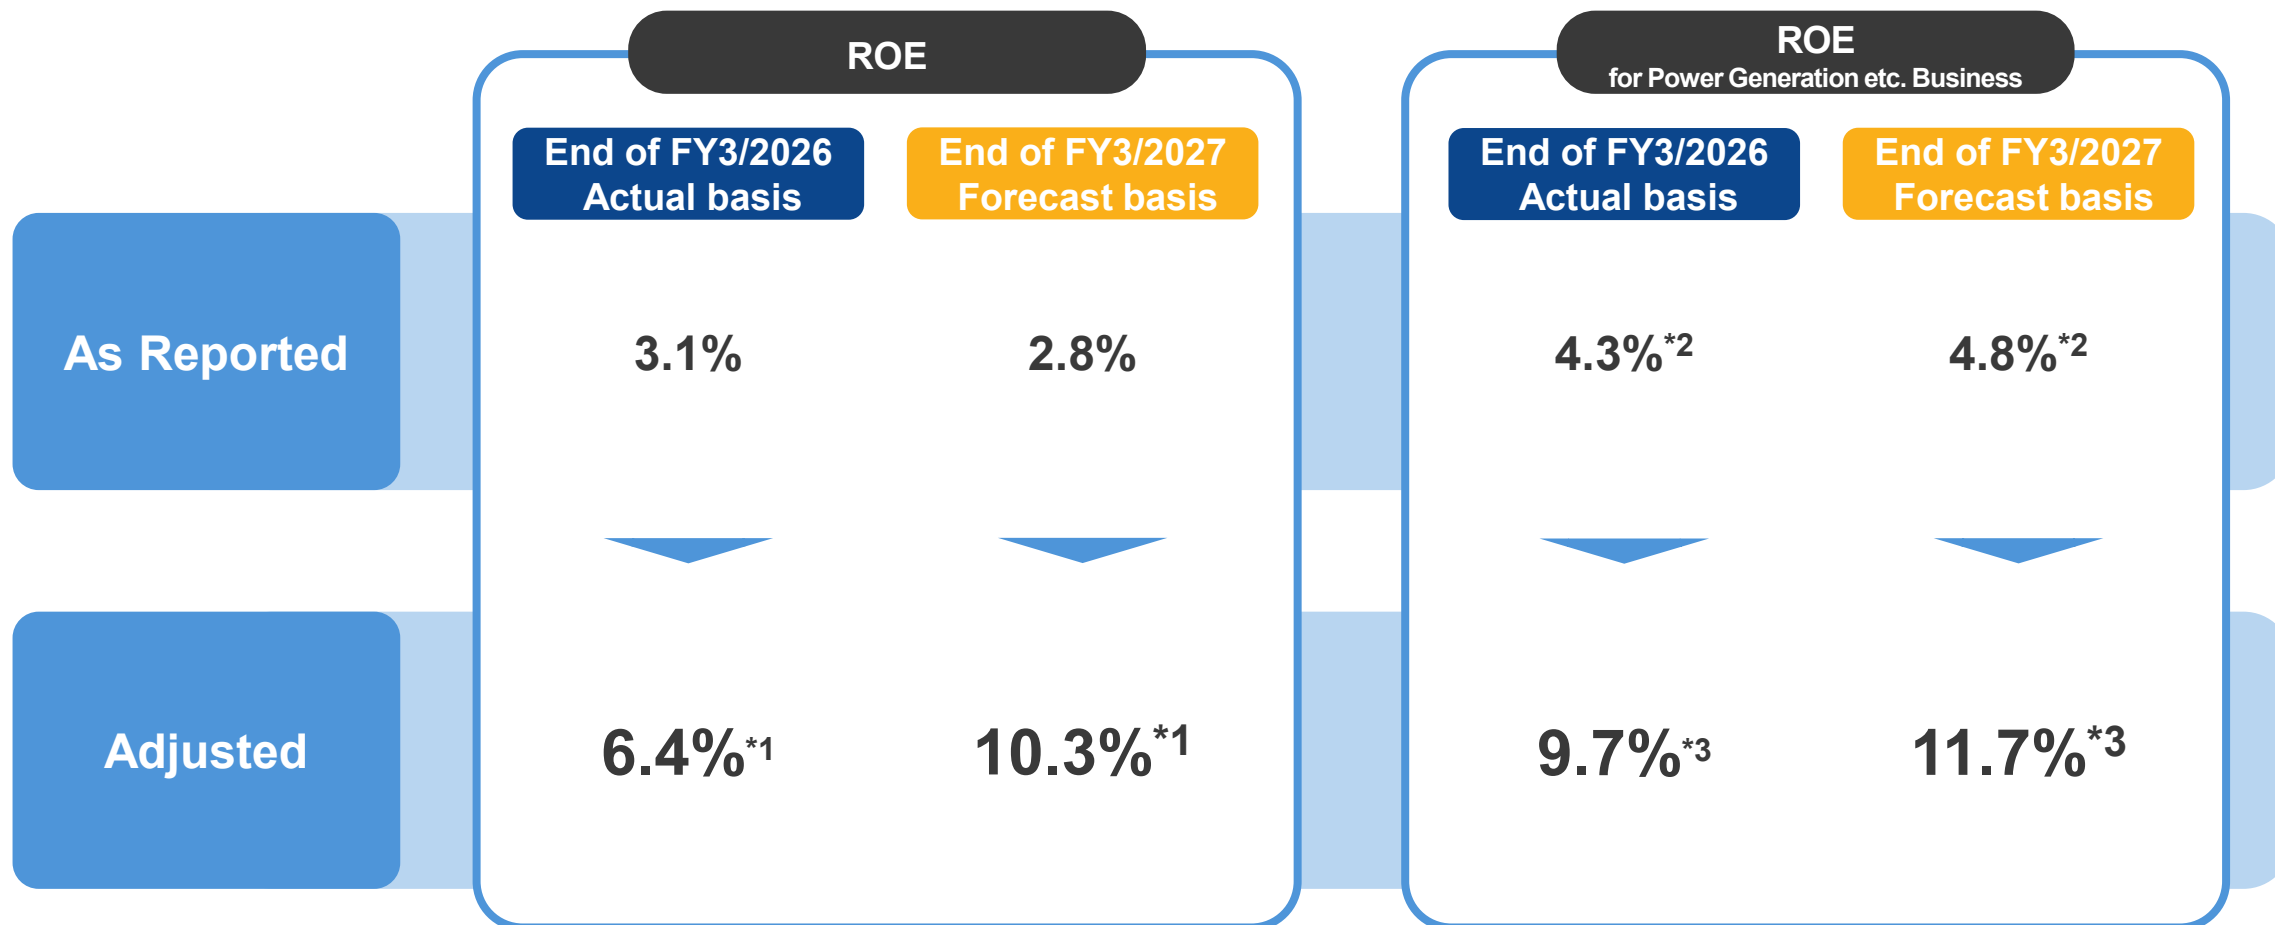 ROE
ROE
for Power Generation etc. Business
End of FY3/2026
Actual basis
End of FY3/2027
Forecast basis
End of FY3/2026
Actual basis
End of FY3/2027
Forecast basis
As Reported
3.1%
2.8%
4.3%*2
4.8%*2
Adjusted
6.4%*1
10.3%*1
9.7%*3
11.7%*3